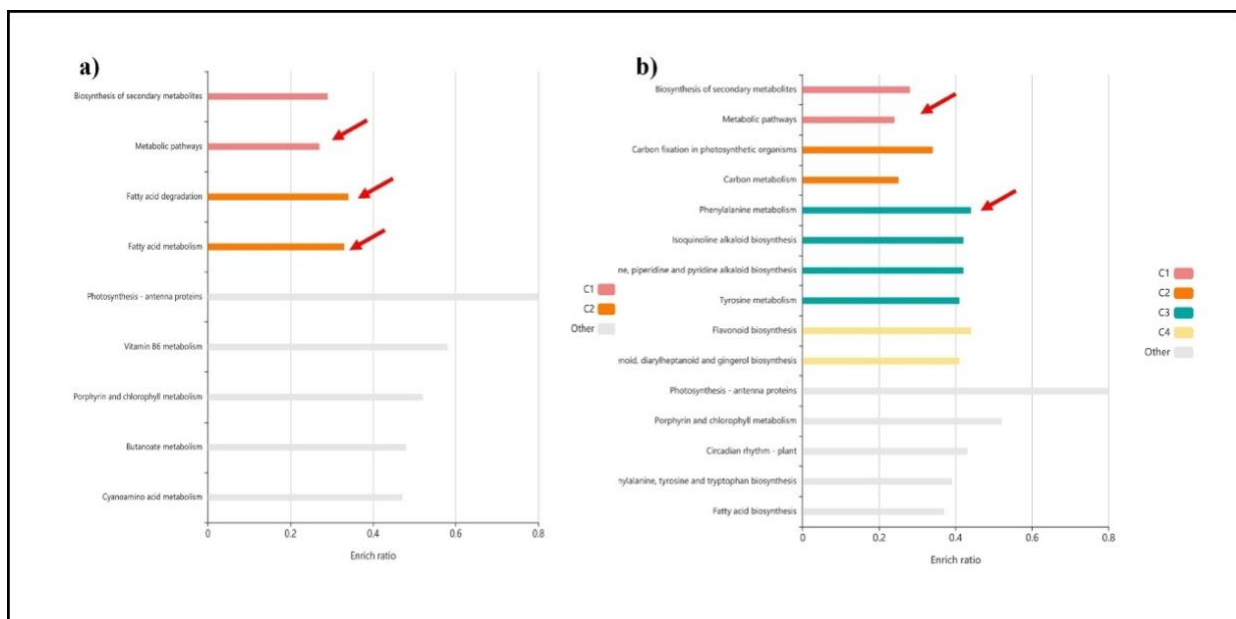 a)
Biosynthesis of secondary metabolites
Metabolic pathways
Fatty acid degradation
Fatty acid metabolism
Photosynthesis - antenna proteins
Vitamin B6 metabolism
Porphyrin and chlorophyll metabolism
Butanoate metabolism
Cyanoamino acid metabolism
0 0.2 0.4 0.6 0.8
Enrich ratio
C1
C2
Other
b)
Biosynthesis of secondary metabolites
Metabolic pathways
Carbon fixation in photosynthetic organisms
Carbon metabolism
Phenylalanine metabolism
Isoquinoline alkaloid biosynthesis
ne, piperidine and pyridine alkaloid biosynthesis
Tyrosine metabolism
Flavonoid biosynthesis
enoid, diarylheptanoid and gingerol biosynthesis
Photosynthesis - antenna proteins
Porphyrin and chlorophyll metabolism
Circadian rhythm - plant
nylalanine, tyrosine and tryptophan biosynthesis
Fatty acid biosynthesis
0 0.2 0.4 0.6 0.8
Enrich ratio
C1
C2
C3
C4
Other